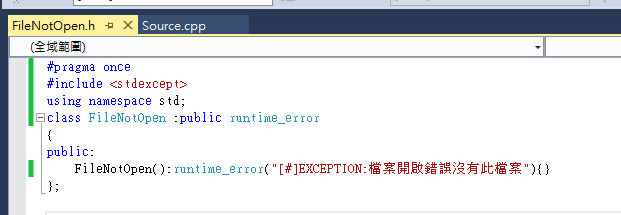 FileNotOpen.h Source.cpp
(全域範圍)
#pragma once
#include <stdexcept>
using namespace std;
class FileNotOpen :public runtime_error
{
public:
FileNotOpen():runtime_error("[#]EXCEPTION:檔案開啟錯誤沒有此檔案"){}
};